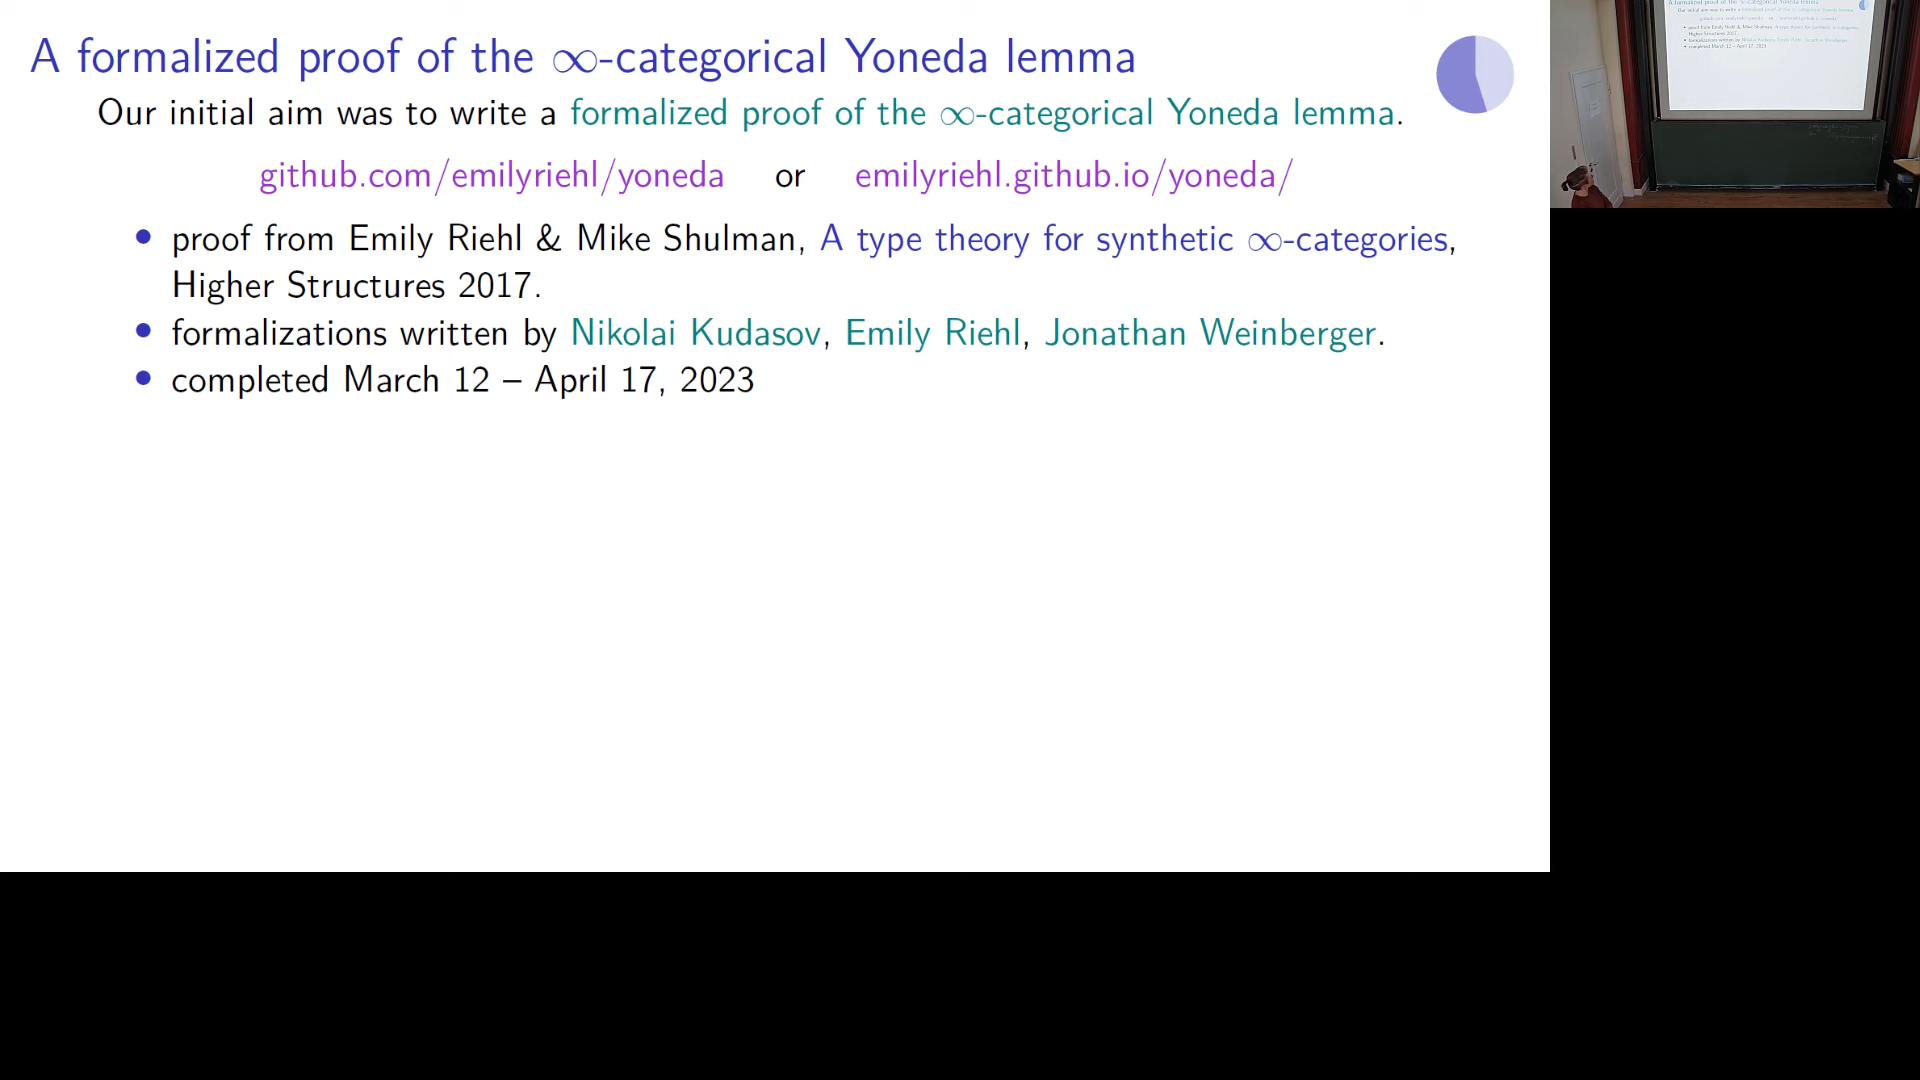 A formalized proof of the ∞-categorical Yoneda lemma
Our initial aim was to write a formalized proof of the ∞-categorical Yoneda lemma.
github.com/emilyriehl/yoneda or emilyriehl.github.io/yoneda/
• proof from Emily Riehl & Mike Shulman, A type theory for synthetic ∞-categories,
Higher Structures 2017.
• formalizations written by Nikolai Kudasov, Emily Riehl, Jonathan Weinberger.
• completed March 12 – April 17, 2023